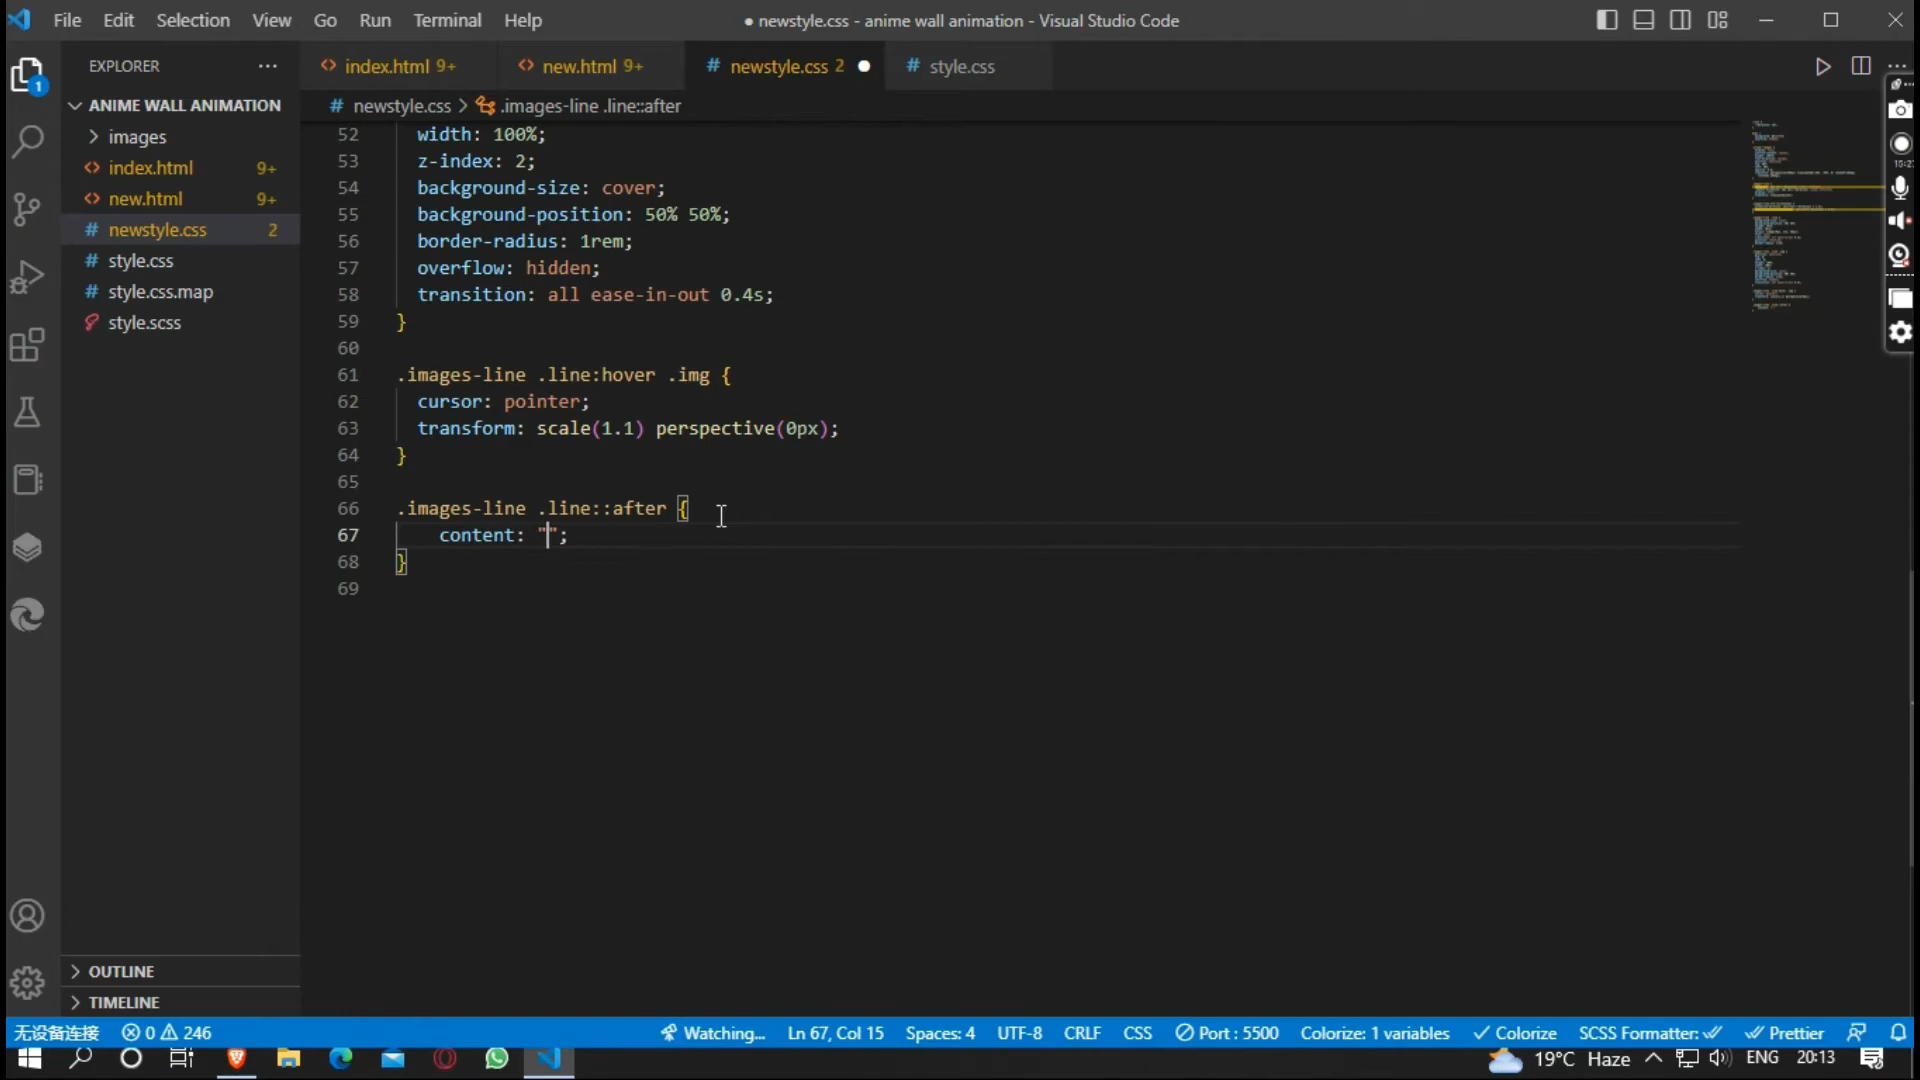 File Edit Selection View Go Run Terminal Help ● newstyle.css - anime wall animation - Visual Studio Code
EXPLORER ···
index.html 9+ new.html 9+ # newstyle.css 2 ● # style.css
ANIME WALL ANIMATION
# newstyle.css > .images-line .line::after
images
index.html 9+
new.html 9+
# newstyle.css 2
# style.css
# style.css.map
style.scss
OUTLINE
TIMELINE
1
52 width: 100%;
53 z-index: 2;
54 background-size: cover;
55 background-position: 50% 50%;
56 border-radius: 1rem;
57 overflow: hidden;
58 transition: all ease-in-out 0.4s;
59 }
60
61 .images-line .line:hover .img {
62 cursor: pointer;
63 transform: scale(1.1) perspective(0px);
64 }
65
66 .images-line .line::after {
67 content: "";
68 }
69
无设备连接 0 246 Watching... Ln 67, Col 15 Spaces: 4 UTF-8 CRLF CSS Port : 5500 Colorize: 1 variables Colorize SCSS Formatter: Prettier
19°C Haze ENG 20:13